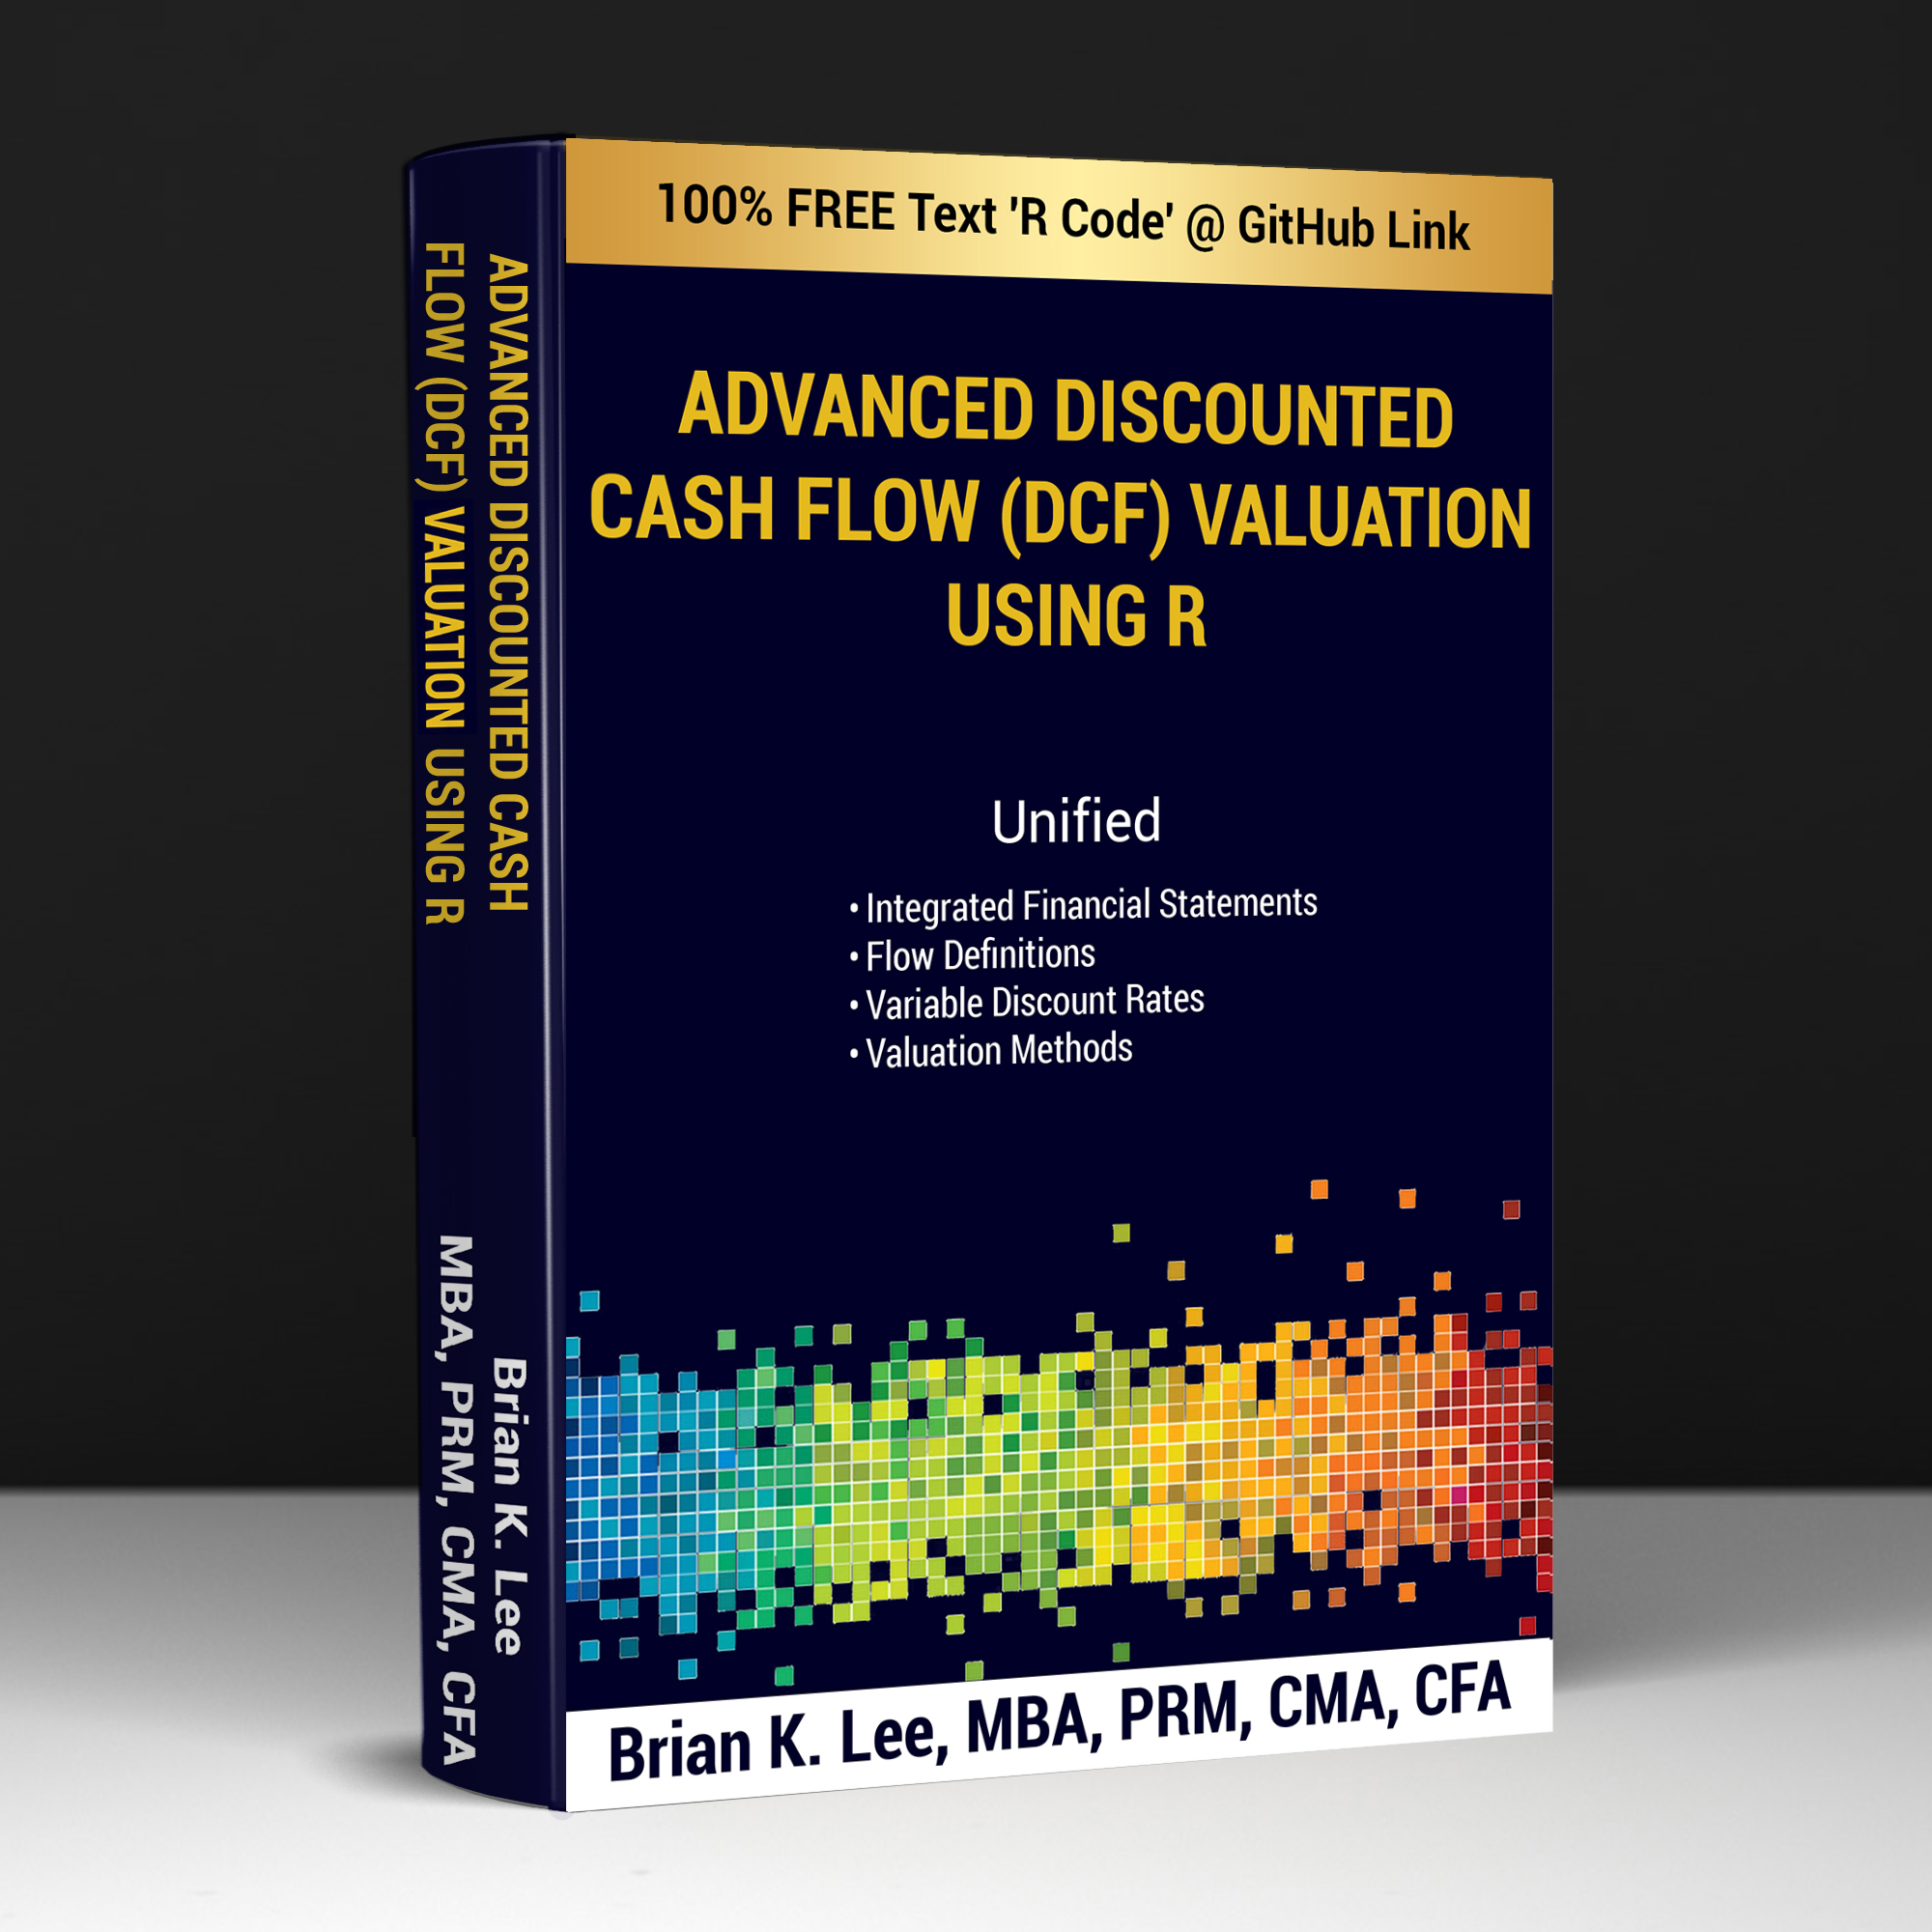 100% FREE Text 'R Code' @ GitHub Link
ADVANCED DISCOUNTED
CASH FLOW (DCF) VALUATION
USING R
Unified
• Integrated Financial Statements
• Flow Definitions
• Variable Discount Rates
• Valuation Methods
Brian K. Lee, MBA, PRM, CMA, CFA
ADVANCED DISCOUNTED CASH
FLOW (DCF) VALUATION USING R
Brian K. Lee
MBA, PRM, CMA, CFA